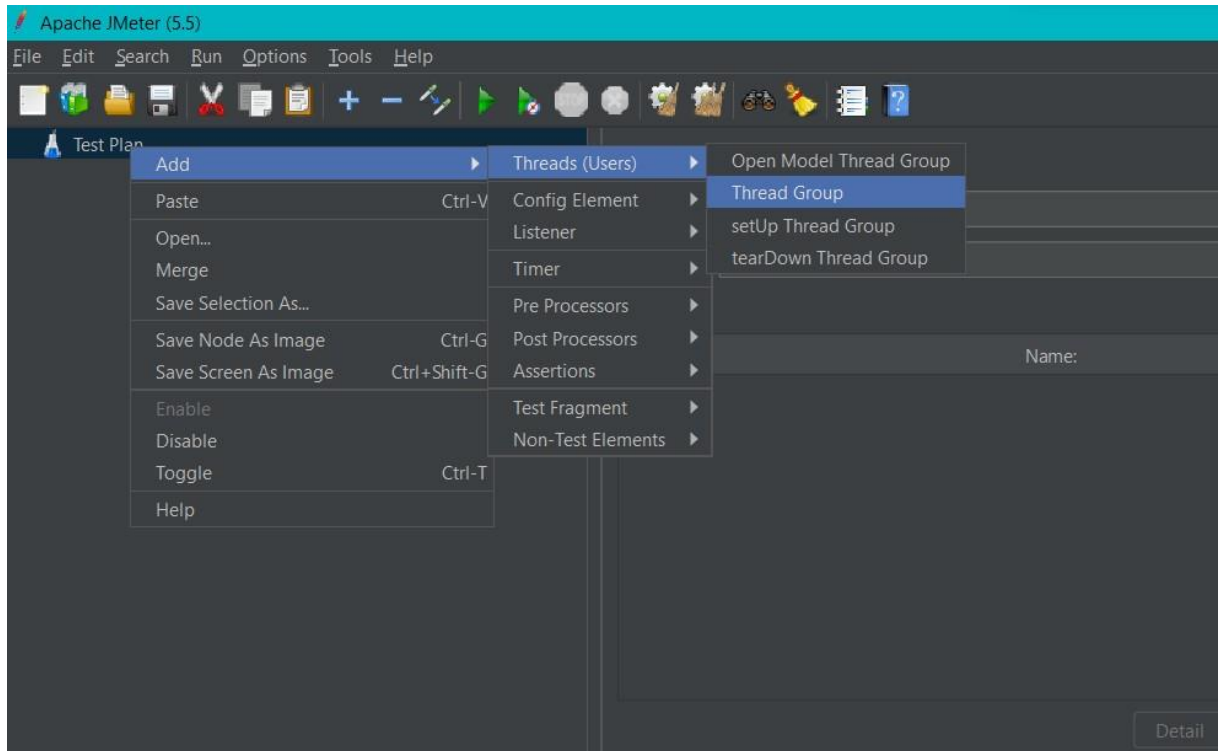 Apache JMeter (5.5)
File Edit Search Run Options Tools Help
Test Plan
Add
Paste Ctrl-V
Open...
Merge
Save Selection As...
Save Node As Image Ctrl-G
Save Screen As Image Ctrl+Shift-G
Enable
Disable
Toggle Ctrl-T
Help
Threads (Users)
Config Element
Listener
Timer
Pre Processors
Post Processors
Assertions
Test Fragment
Non-Test Elements
Open Model Thread Group
Thread Group
setUp Thread Group
tearDown Thread Group
Name:
Detail